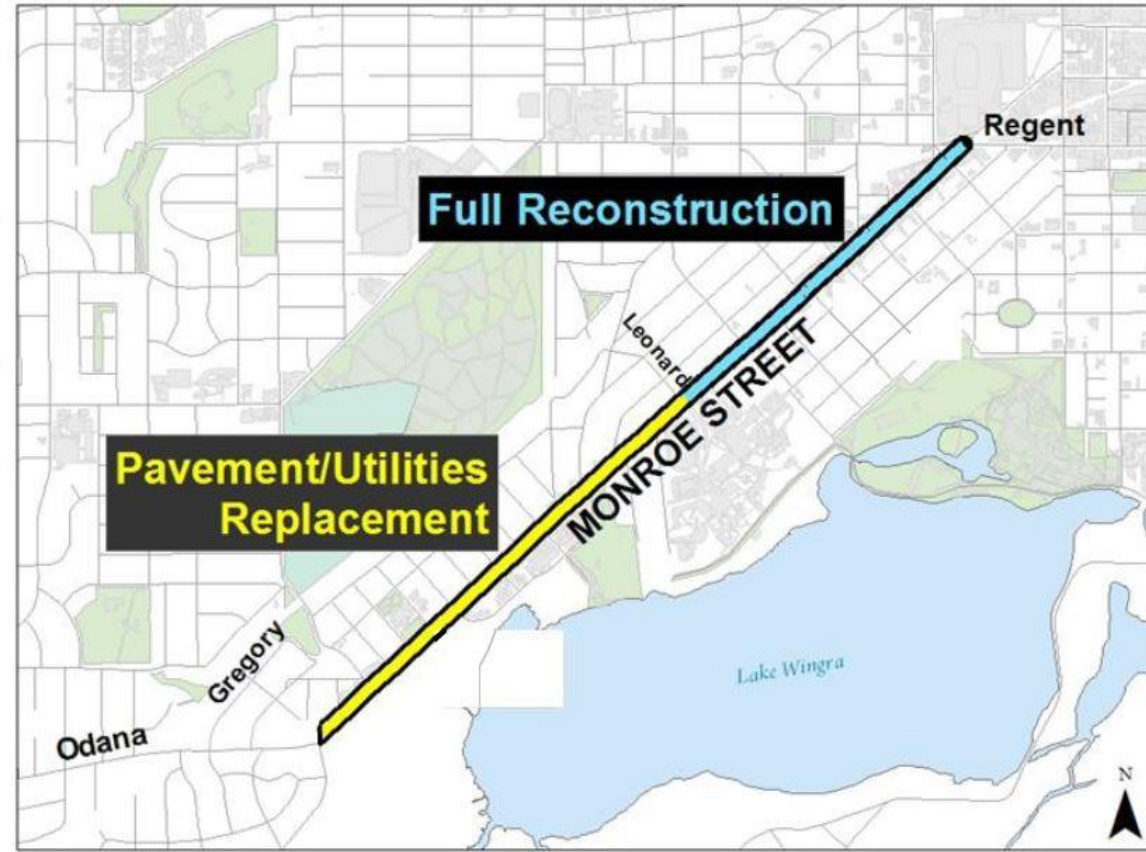 Regent
Full Reconstruction
Leonard
MONROE STREET
Pavement/Utilities
Replacement
Gregory
Lake Wingra
Odana
N